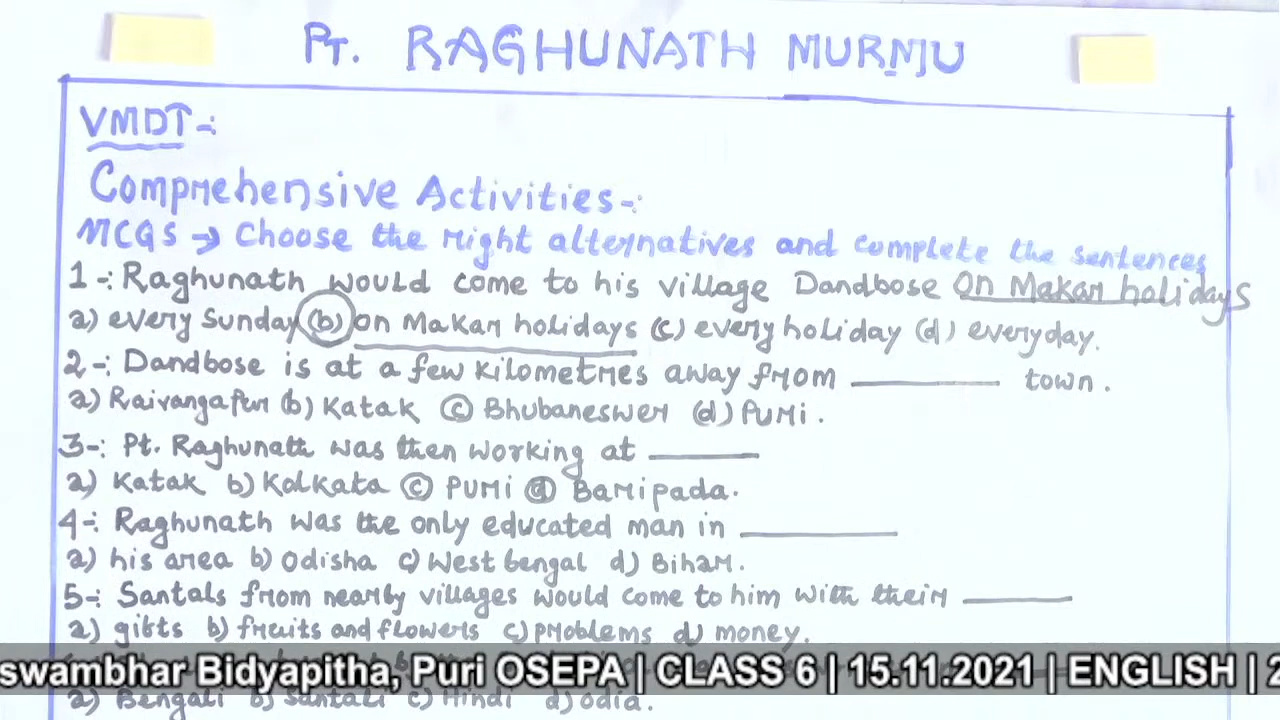 PT. RAGHUNATH MURMU
VMDT-:
Comprehensive Activities-:
MCQS → Choose the right alternatives and complete the sentences
1-: Raghunath would come to his village Dandbose on Makar holidays
a) every Sunday (b) on Makar holidays (c) every holiday (d) everyday.
2-: Dandbose is at a few kilometres away from ________ town.
a) Rairangapur (b) Katak (c) Bhubaneswer (d) Puri.
3-: Pt. Raghunath was then working at ________
a) Katak b) Kolkata (c) Puri (d) Baripada.
4-: Raghunath was the only educated man in ________
a) his area b) Odisha c) West bengal d) Bihar.
5-: Santals from nearby villages would come to him with their ________
a) gifts b) fruits and flowers c) problems d) money.
swambhar Bidyapitha, Puri OSEPA | CLASS 6 | 15.11.2021 | ENGLISH | 2
a) Bengali b) Santali c) Hindi d) odia.